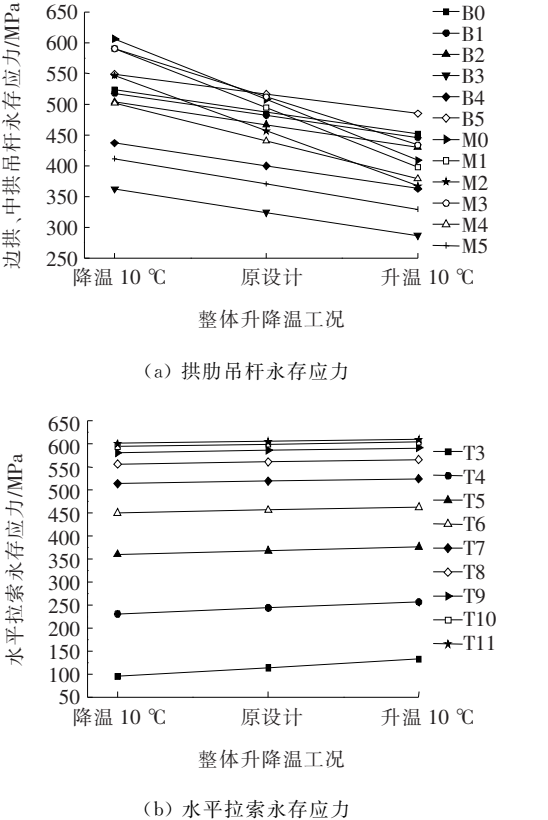 边拱、中拱吊杆永存应力/MPa
650
600
550
500
450
400
350
300
250
降温 10 ℃
原设计
升温 10 ℃
整体升降温工况
B0
B1
B2
B3
B4
B5
M0
M1
M2
M3
M4
M5
（a）拱肋吊杆永存应力
水平拉索永存应力/MPa
650
600
550
500
450
400
350
300
250
200
150
100
50
降温 10 ℃
原设计
升温 10 ℃
整体升降温工况
T3
T4
T5
T6
T7
T8
T9
T10
T11
（b）水平拉索永存应力